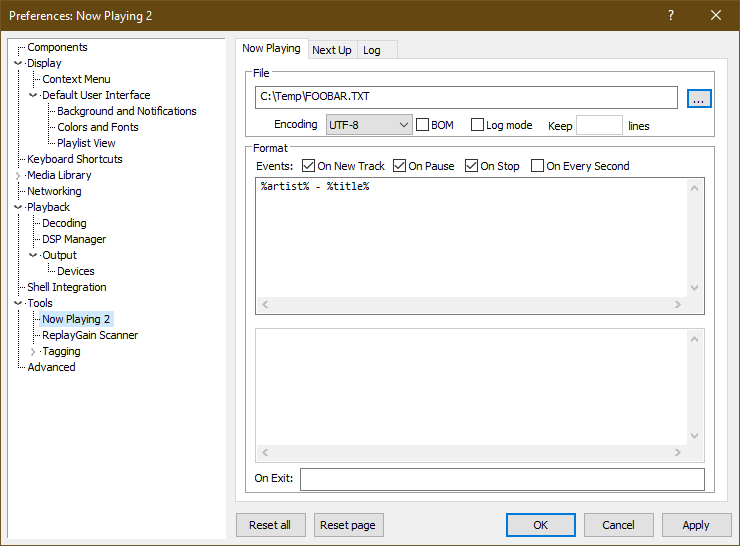 Preferences: Now Playing 2
?
Components
Display
Context Menu
Default User Interface
Background and Notifications
Colors and Fonts
Playlist View
Keyboard Shortcuts
Media Library
Networking
Playback
Decoding
DSP Manager
Output
Devices
Shell Integration
Tools
Now Playing 2
ReplayGain Scanner
Tagging
Advanced
Now Playing Next Up Log
File
C:\Temp\FOOBAR.TXT ...
Encoding UTF-8 BOM Log mode Keep lines
Format
Events: On New Track On Pause On Stop On Every Second
%artist% - %title%
On Exit:
Reset all Reset page OK Cancel Apply